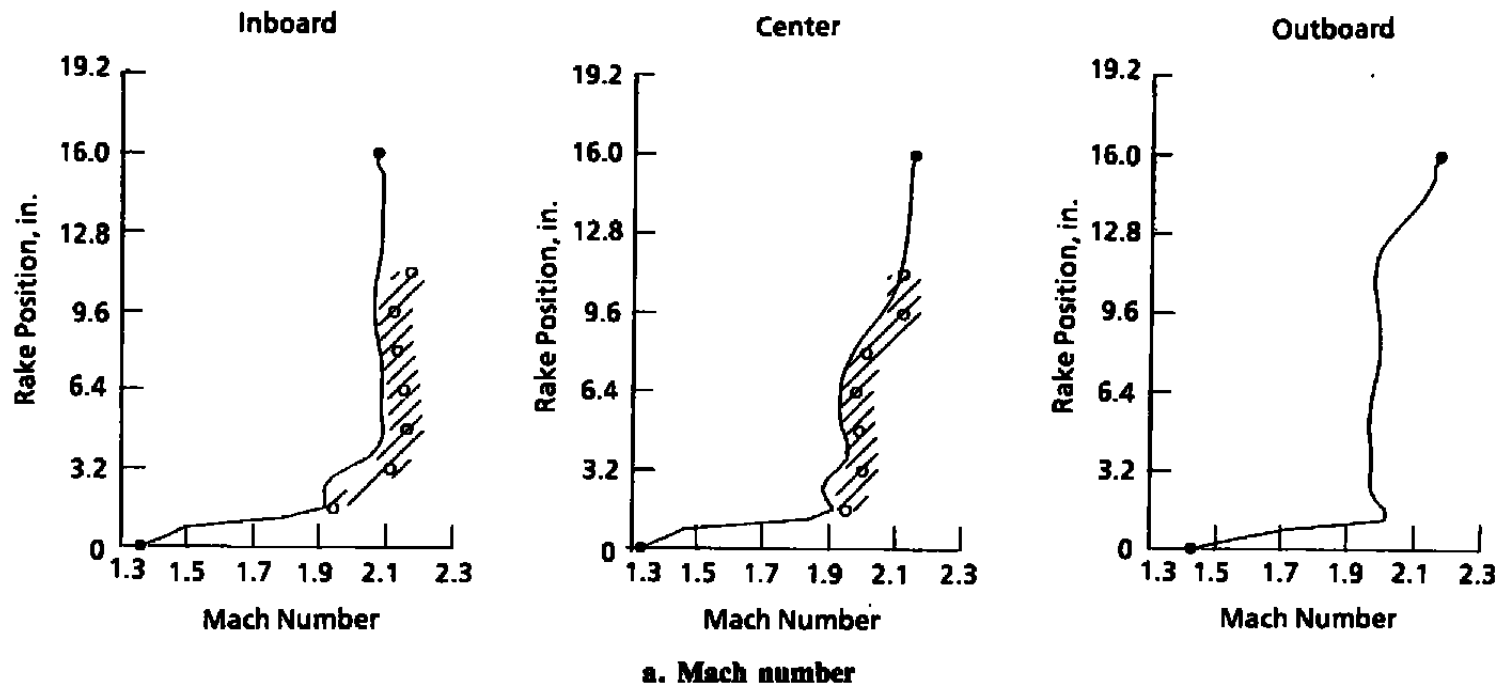 Inboard
19.2
16.0
12.8
9.6
6.4
3.2
0
Rake Position, in.
1.3 1.5 1.7 1.9 2.1 2.3
Mach Number
Center
19.2
16.0
12.8
9.6
6.4
3.2
0
Rake Position, in.
1.3 1.5 1.7 1.9 2.1 2.3
Mach Number
Outboard
19.2
16.0
12.8
9.6
6.4
3.2
0
Rake Position, in.
1.3 1.5 1.7 1.9 2.1 2.3
Mach Number
a. Mach number